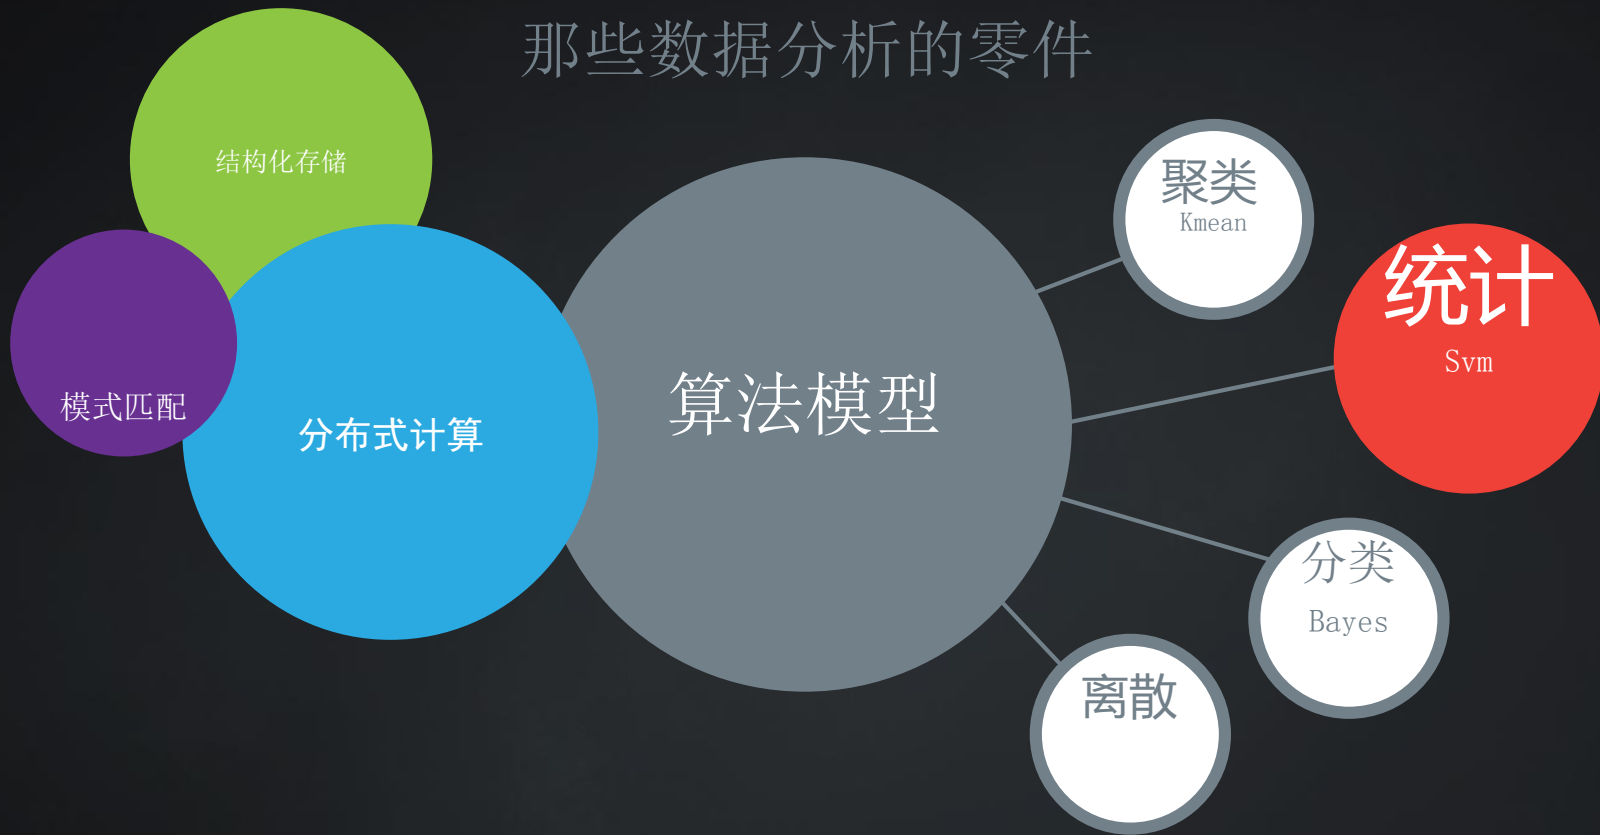 那些数据分析的零件
结构化存储
模式匹配
分布式计算
算法模型
聚类
Kmean
统计
Svm
分类
Bayes
离散